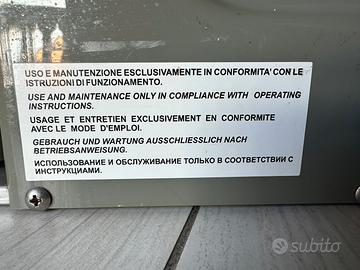 USO E MANUTENZIONE ESCLUSIVAMENTE IN CONFORMITA' CON LE
ISTRUZIONI DI FUNZIONAMENTO.
USE AND MAINTENANCE ONLY IN COMPLIANCE WITH OPERATING
INSTRUCTIONS.
USAGE ET ENTRETIEN EXCLUSIVEMENT EN CONFORMITE
AVEC LE MODE D'EMPLOI.
GEBRAUCH UND WARTUNG AUSSCHLIESSLICH NACH
BETRIEBSANWEISUNG.
ИСПОЛЬЗОВАНИЕ И ОБСЛУЖИВАНИЕ ТОЛЬКО В СООТВЕТСТВИИ С
ИНСТРУКЦИЯМИ.
subito